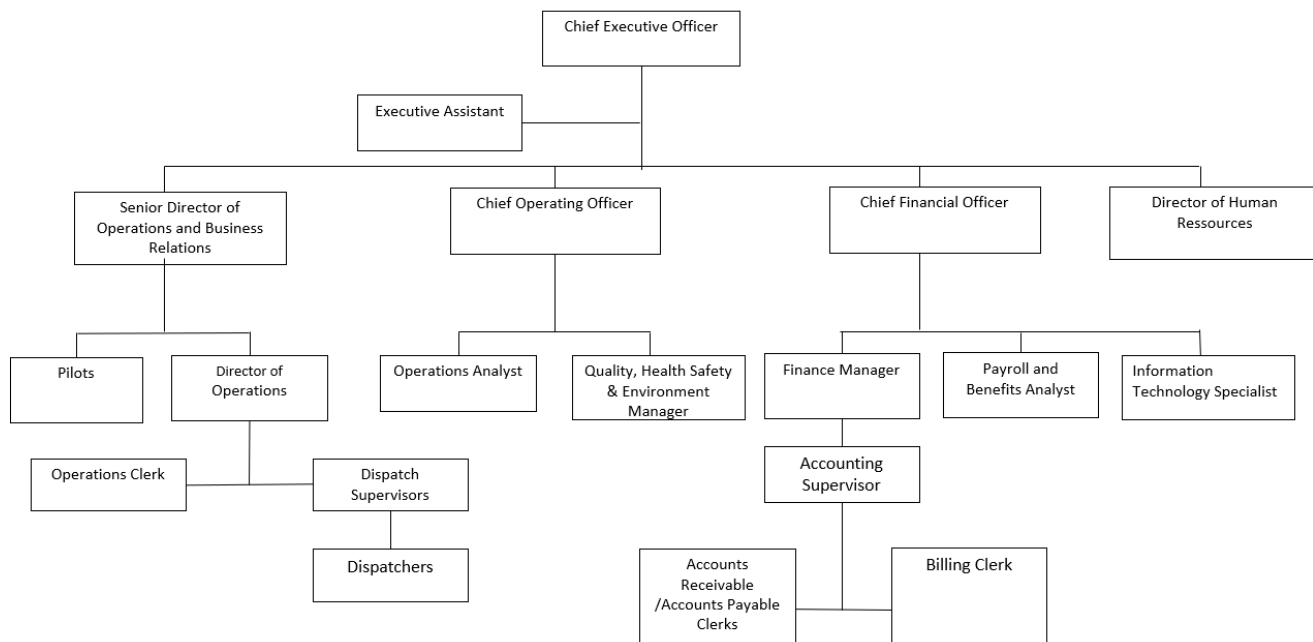 Chief Executive Officer
Executive Assistant
Senior Director of
Operations and Business
Relations
Chief Operating Officer
Chief Financial Officer
Director of Human
Ressources
Pilots
Director of
Operations
Operations Analyst
Quality, Health Safety
& Environment
Manager
Finance Manager
Payroll and
Benefits Analyst
Information
Technology Specialist
Operations Clerk
Dispatch
Supervisors
Accounting
Supervisor
Dispatchers
Accounts
Receivable
/Accounts Payable
Clerks
Billing Clerk